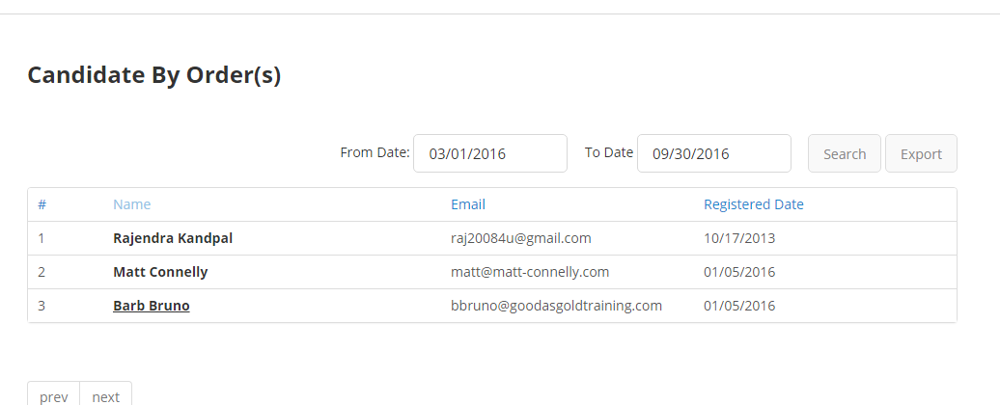 Candidate By Order(s)
From Date: 03/01/2016 To Date 09/30/2016 Search Export
# Name Email Registered Date
1 Rajendra Kandpal raj20084u@gmail.com 10/17/2013
2 Matt Connelly matt@matt-connelly.com 01/05/2016
3 Barb Bruno bbruno@goodasgoldtraining.com 01/05/2016
prev next